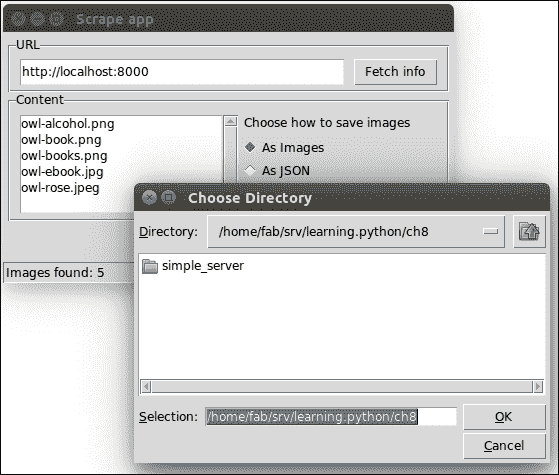 Scrape app
URL
http://localhost:8000
Fetch info
Content
owl-alcohol.png
owl-book.png
owl-books.png
owl-ebook.jpg
owl-rose.jpeg
Choose how to save images
As Images
As JSON
Images found: 5
Choose Directory
Directory: /home/fab/srv/learning.python/ch8
simple_server
Selection: /home/fab/srv/learning.python/ch8
OK
Cancel